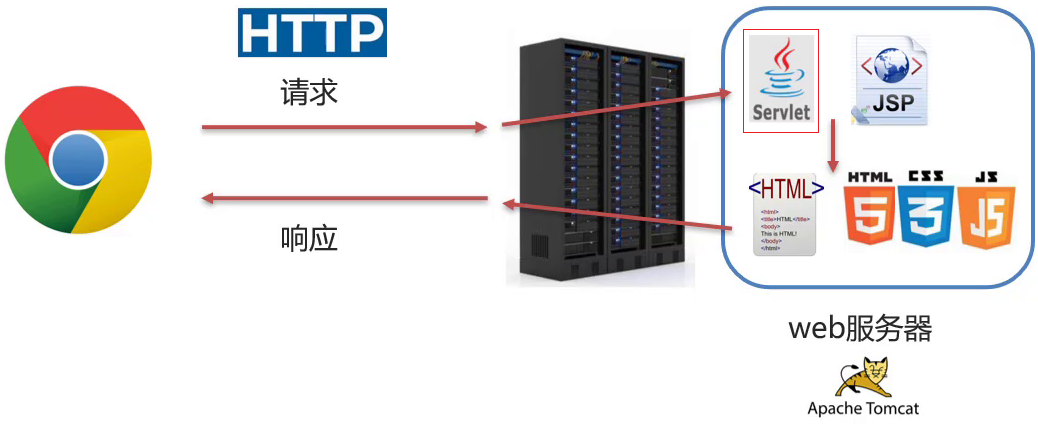 HTTP
请求
响应
Servlet
JSP
<HTML>
<html>
<title>HTML</title>
<body>
This is HTML!
</body>
</html>
HTML
5
CSS
3
JS
JS
web服务器
Apache Tomcat